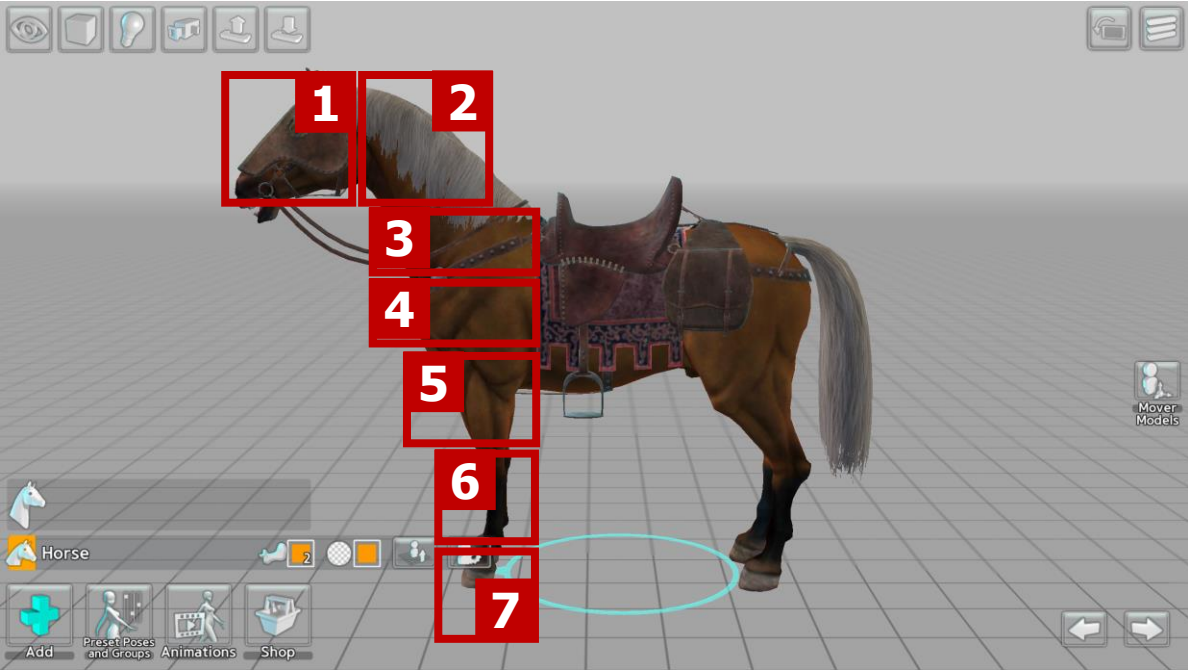 1
2
3
4
5
6
7
Mover
Models
Horse
2
Add
Preset Poses
and Groups
Animations
Shop